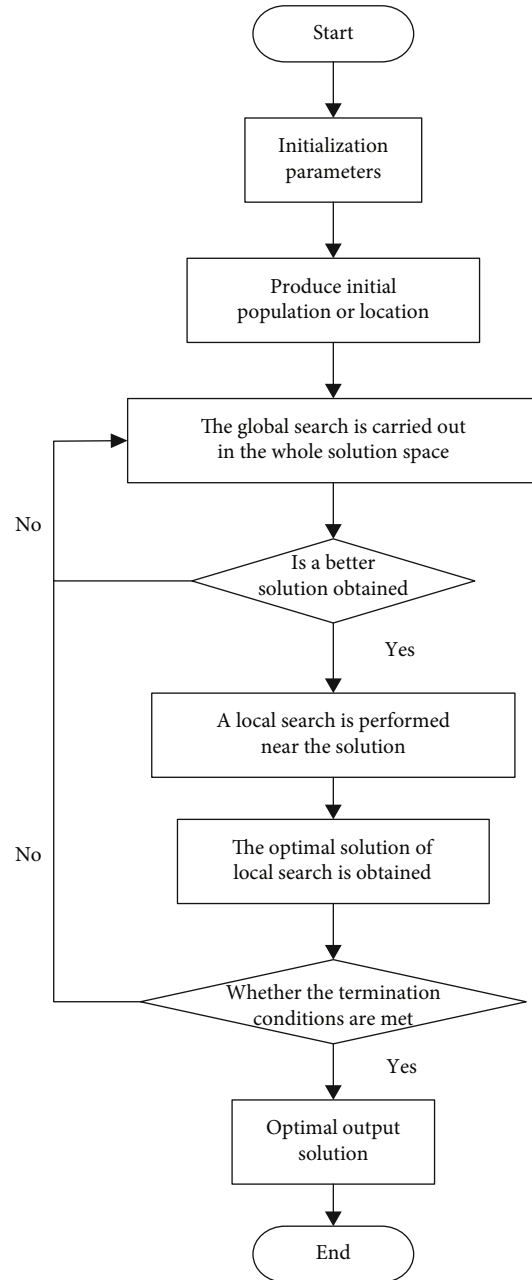 Start
Initialization
parameters
Produce initial
population or location
The global search is carried out
in the whole solution space
No
Is a better
solution obtained
Yes
A local search is performed
near the solution
No
The optimal solution of
local search is obtained
Whether the termination
conditions are met
Yes
Optimal output
solution
End